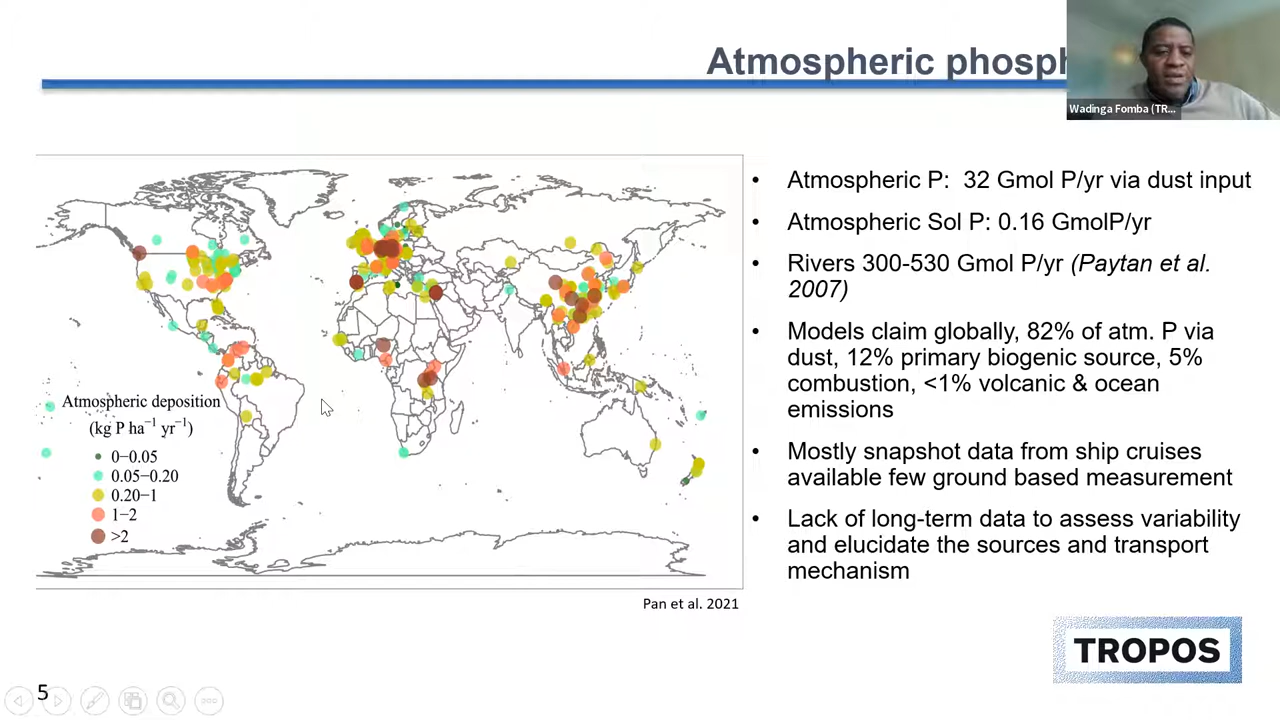 Atmospheric phosph
Wadinga Fomba (TR...
• Atmospheric P: 32 Gmol P/yr via dust input
• Atmospheric Sol P: 0.16 GmolP/yr
• Rivers 300-530 Gmol P/yr (Paytan et al.
2007)
• Models claim globally, 82% of atm. P via
dust, 12% primary biogenic source, 5%
combustion, <1% volcanic & ocean
emissions
• Mostly snapshot data from ship cruises
available few ground based measurement
• Lack of long-term data to assess variability
and elucidate the sources and transport
mechanism
Atmospheric deposition
(kg P ha⁻¹ yr⁻¹)
0−0.05
0.05−0.20
0.20−1
1−2
>2
Pan et al. 2021
TROPOS
5